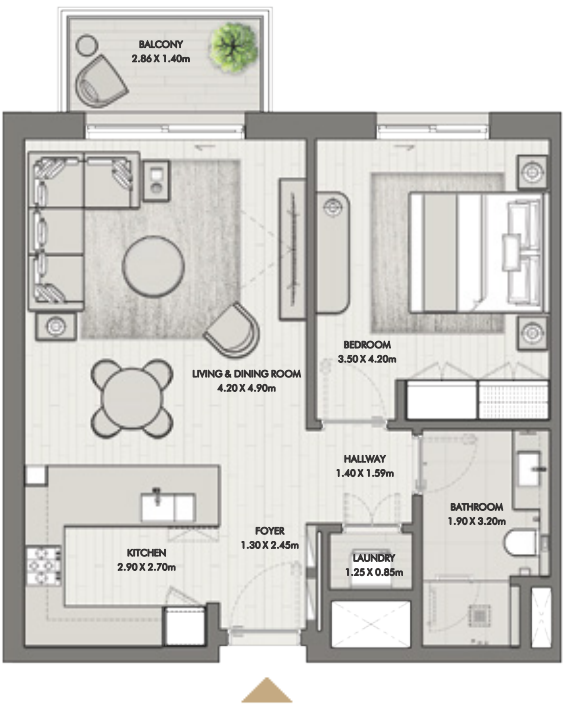 BALCONY
2.86 X 1.40m
BEDROOM
3.50 X 4.20m
LIVING & DINING ROOM
4.20 X 4.90m
HALLWAY
1.40 X 1.59m
BATHROOM
1.90 X 3.20m
FOYER
1.30 X 2.45m
KITCHEN
2.90 X 2.70m
LAUNDRY
1.25 X 0.85m